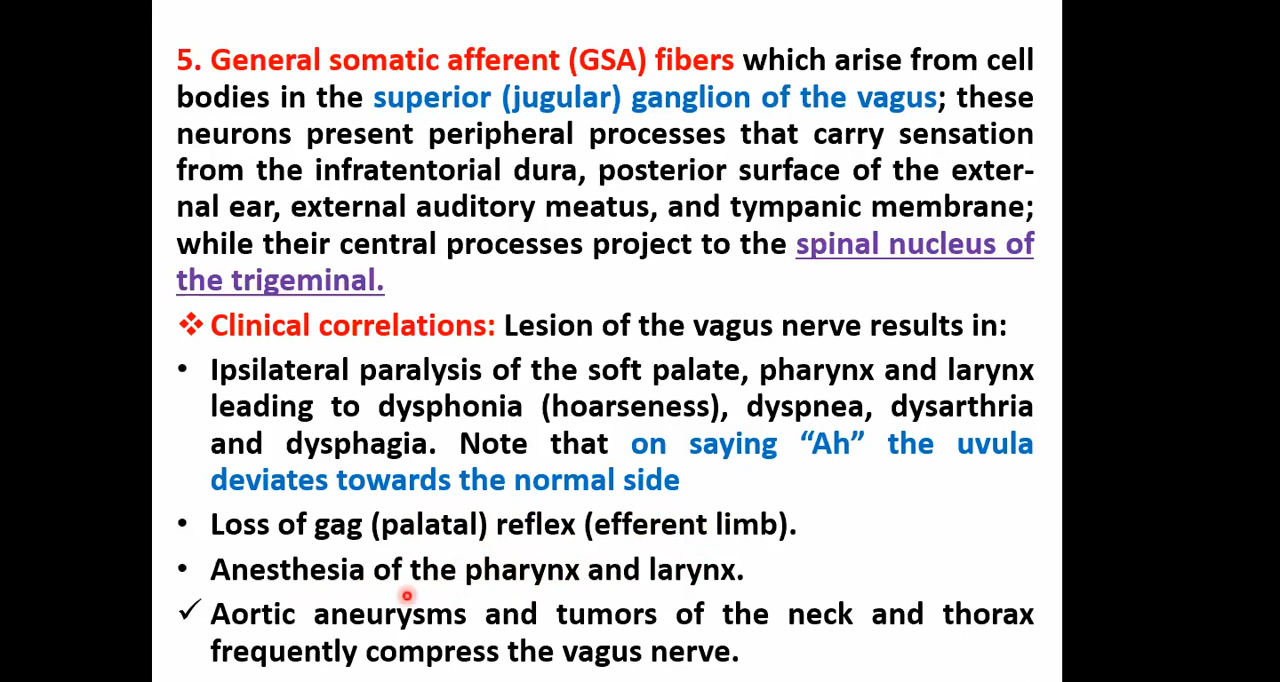 5. General somatic afferent (GSA) fibers which arise from cell
bodies in the superior (jugular) ganglion of the vagus; these
neurons present peripheral processes that carry sensation
from the infratentorial dura, posterior surface of the exter-
nal ear, external auditory meatus, and tympanic membrane;
while their central processes project to the spinal nucleus of
the trigeminal.
❖ Clinical correlations: Lesion of the vagus nerve results in:
• Ipsilateral paralysis of the soft palate, pharynx and larynx
leading to dysphonia (hoarseness), dyspnea, dysarthria
and dysphagia. Note that on saying “Ah” the uvula
deviates towards the normal side
• Loss of gag (palatal) reflex (efferent limb).
• Anesthesia of the pharynx and larynx.
✓ Aortic aneurysms and tumors of the neck and thorax
frequently compress the vagus nerve.